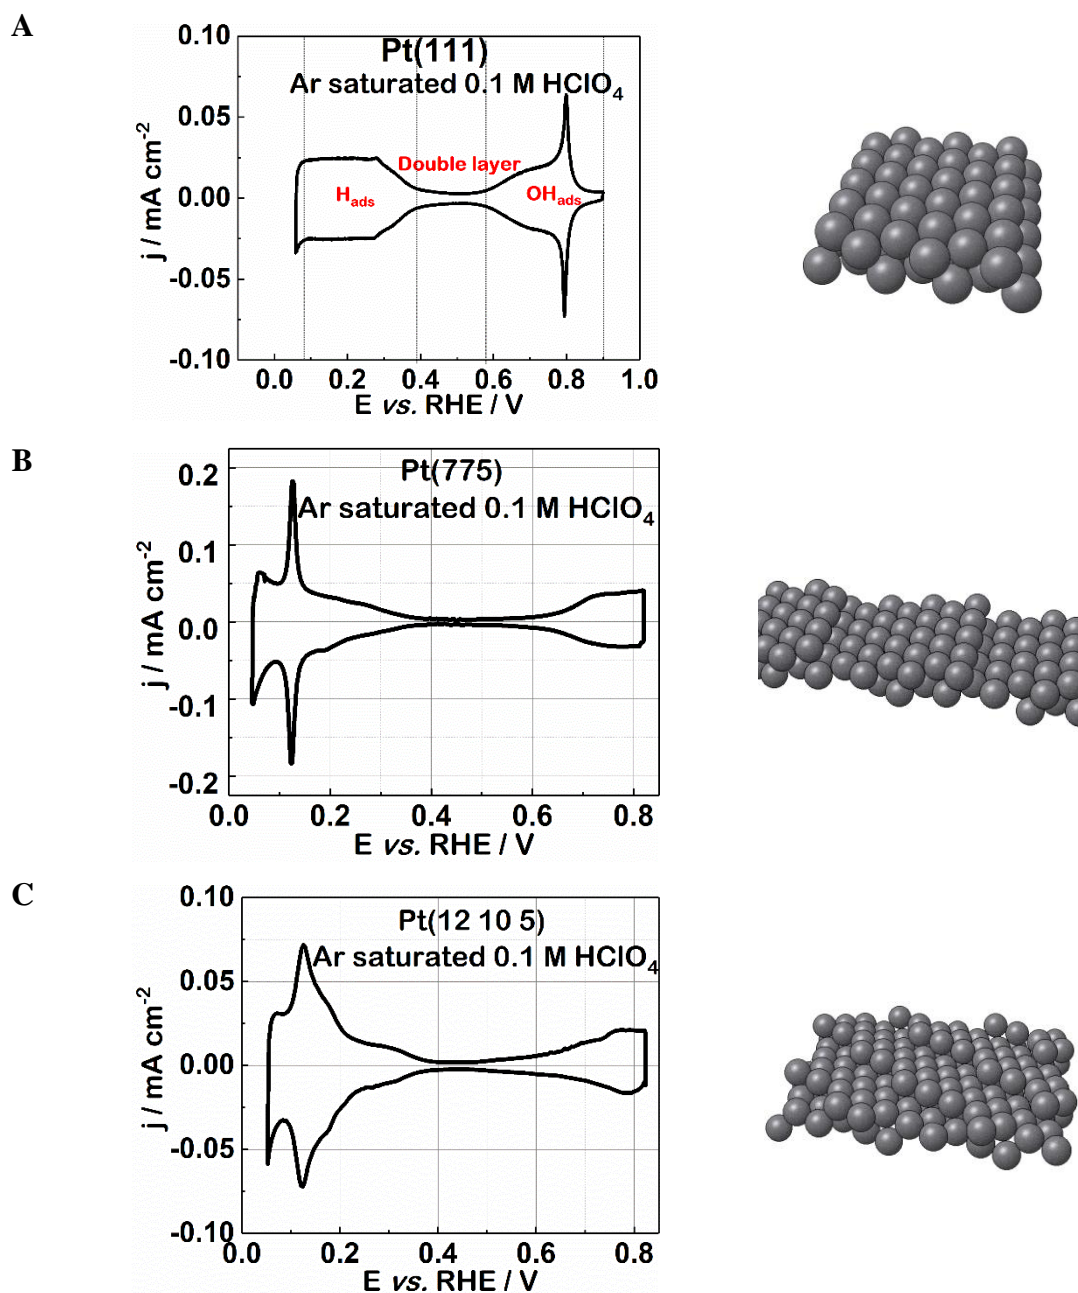 A
Pt(111)
Ar saturated 0.1 M HClO₄
Double layer
H_ads
OH_ads
0.10
0.05
0.00
-0.05
-0.10
j / mA cm⁻²
0.0 0.2 0.4 0.6 0.8 1.0
E vs. RHE / V
B
Pt(775)
Ar saturated 0.1 M HClO₄
0.2
0.1
0.0
-0.1
-0.2
j / mA cm⁻²
0.0 0.2 0.4 0.6 0.8
E vs. RHE / V
C
Pt(12 10 5)
Ar saturated 0.1 M HClO₄
0.10
0.05
0.00
-0.05
-0.10
j / mA cm⁻²
0.0 0.2 0.4 0.6 0.8
E vs. RHE / V